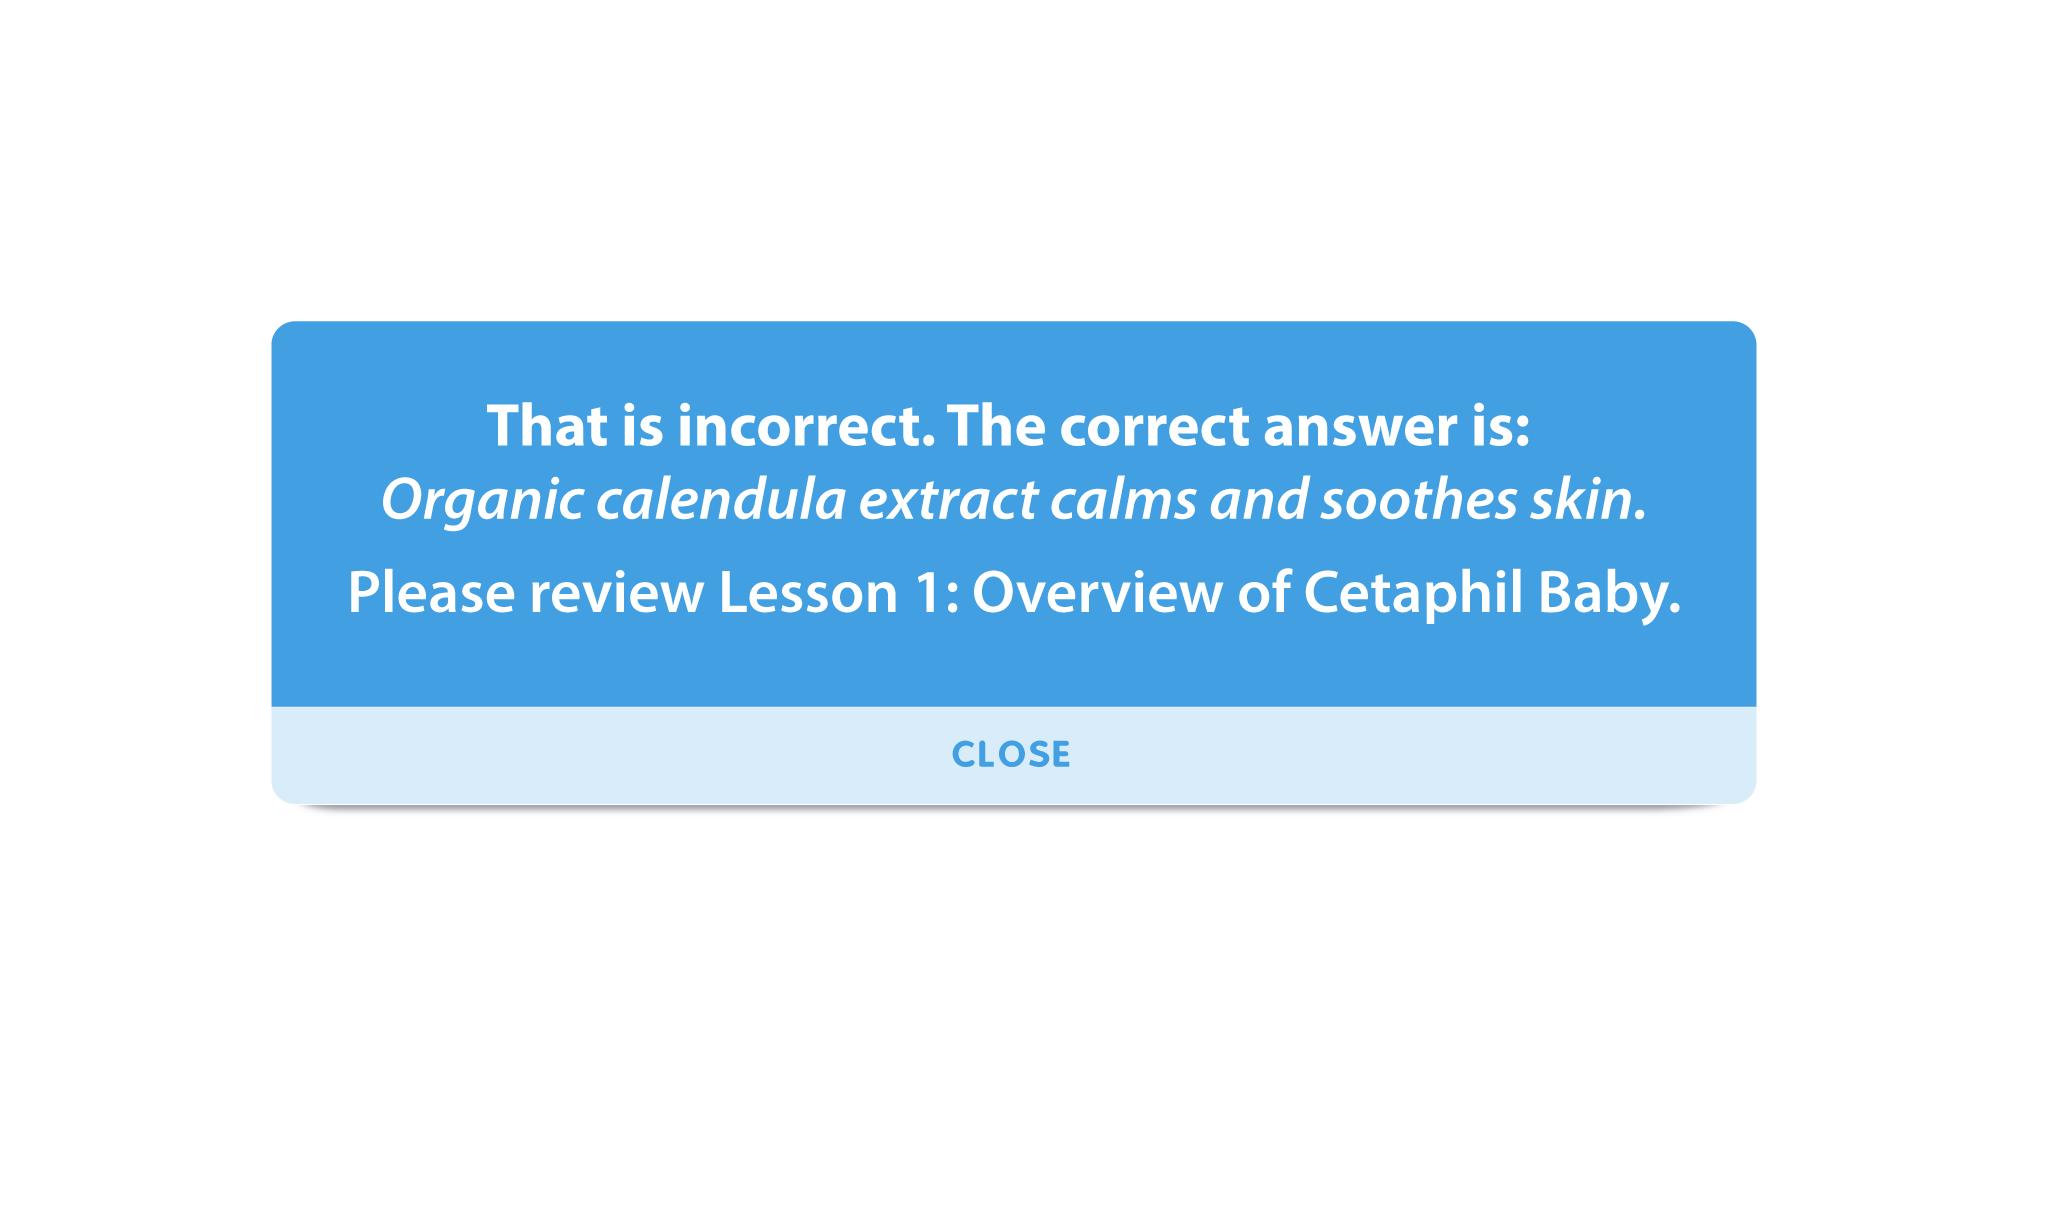 That is incorrect. The correct answer is:
Organic calendula extract calms and soothes skin.
Please review Lesson 1: Overview of Cetaphil Baby.
CLOSE